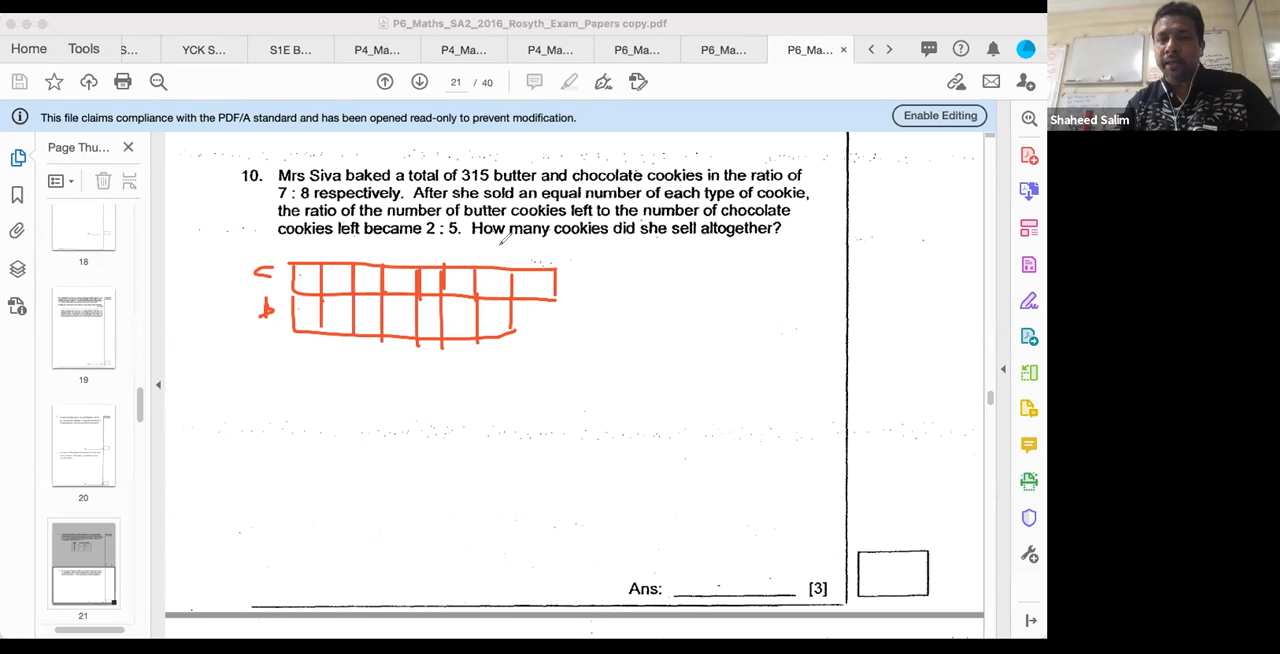 P6_Maths_SA2_2016_Rosyth_Exam_Papers copy.pdf
Home Tools S... YCK S... S1E B... P4_Ma... P4_Ma... P4_Ma... P6_Ma... P6_Ma... P6_Ma... ×
21 / 40
This file claims compliance with the PDF/A standard and has been opened read-only to prevent modification.
Enable Editing
Shaheed Salim
Page Thu...
18
19
20
21
10. Mrs Siva baked a total of 315 butter and chocolate cookies in the ratio of
7 : 8 respectively. After she sold an equal number of each type of cookie,
the ratio of the number of butter cookies left to the number of chocolate
cookies left became 2 : 5. How many cookies did she sell altogether?
c
b
Ans: [3]